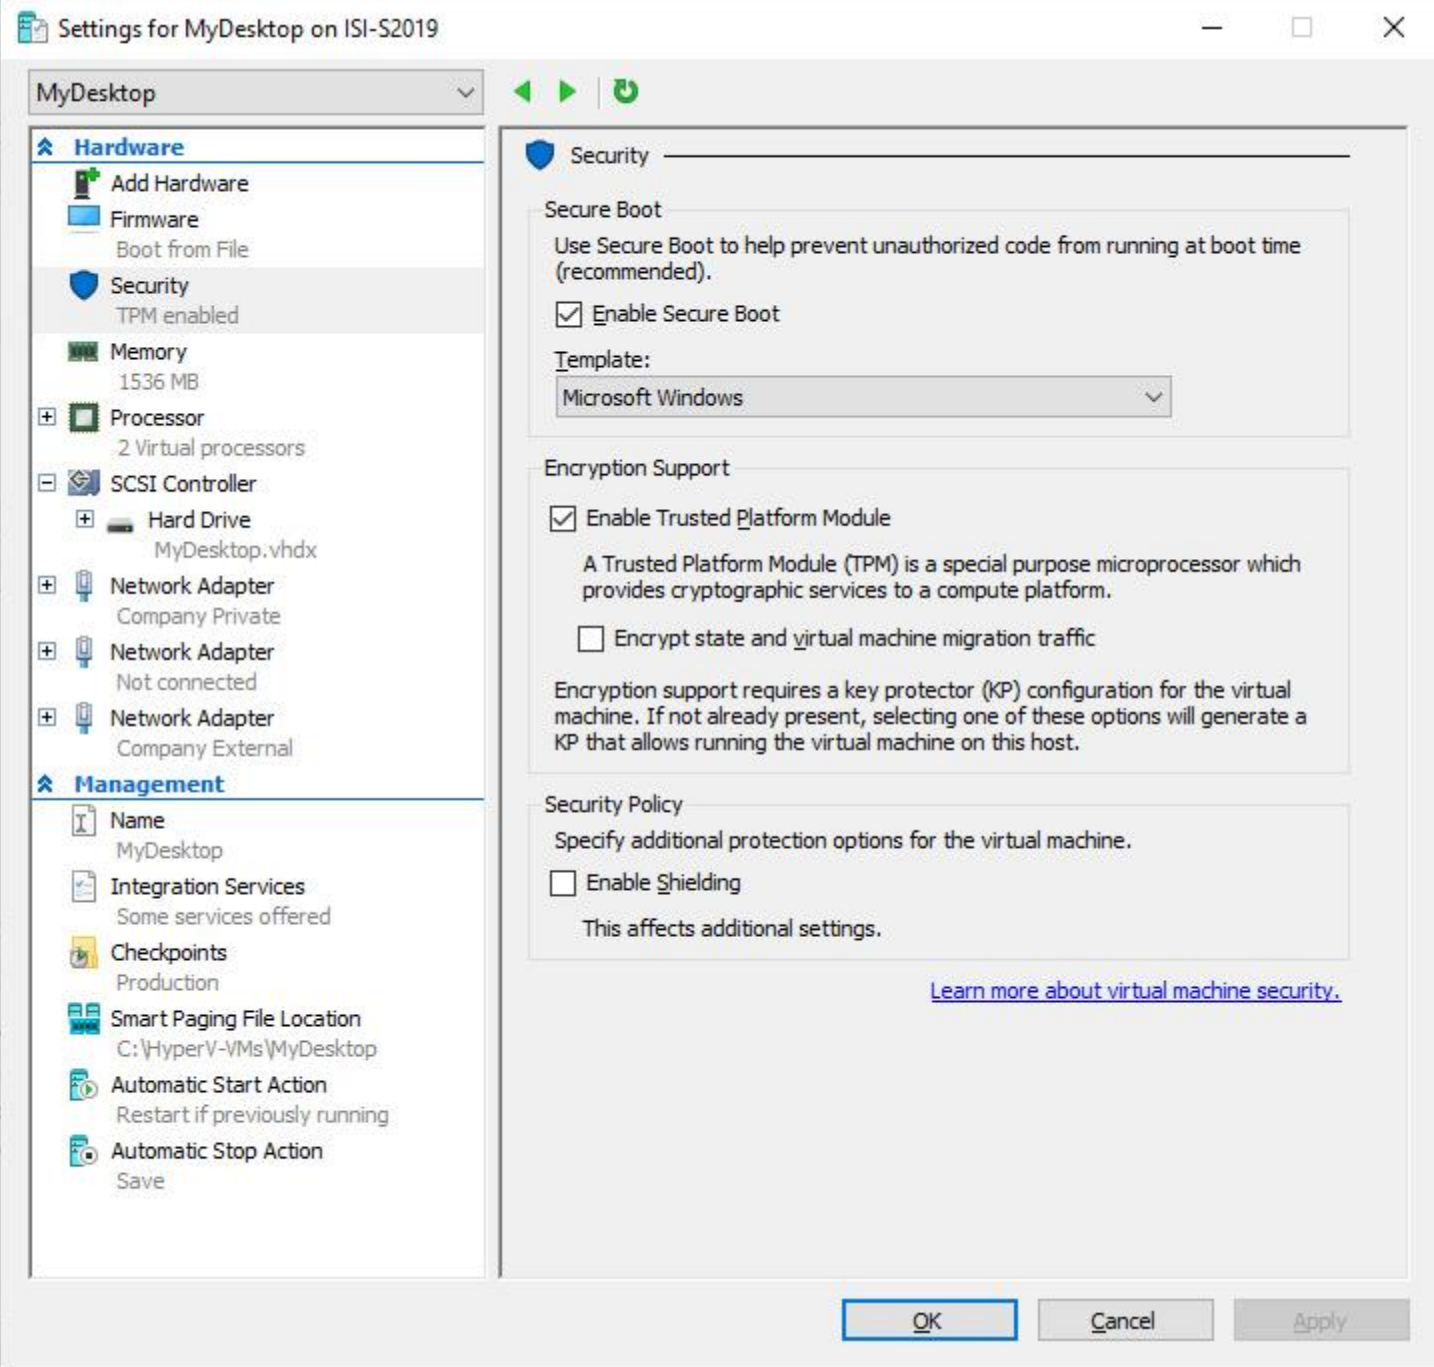 Settings for MyDesktop on ISI-S2019
MyDesktop
Hardware
Add Hardware
Firmware
Boot from File
Security
TPM enabled
Memory
1536 MB
Processor
2 Virtual processors
SCSI Controller
Hard Drive
MyDesktop.vhdx
Network Adapter
Company Private
Network Adapter
Not connected
Network Adapter
Company External
Management
Name
MyDesktop
Integration Services
Some services offered
Checkpoints
Production
Smart Paging File Location
C:\HyperV-VMs\MyDesktop
Automatic Start Action
Restart if previously running
Automatic Stop Action
Save
Security
Secure Boot
Use Secure Boot to help prevent unauthorized code from running at boot time
(recommended).
Enable Secure Boot
Template:
Microsoft Windows
Encryption Support
Enable Trusted Platform Module
A Trusted Platform Module (TPM) is a special purpose microprocessor which
provides cryptographic services to a compute platform.
Encrypt state and virtual machine migration traffic
Encryption support requires a key protector (KP) configuration for the virtual
machine. If not already present, selecting one of these options will generate a
KP that allows running the virtual machine on this host.
Security Policy
Specify additional protection options for the virtual machine.
Enable Shielding
This affects additional settings.
Learn more about virtual machine security.
OK
Cancel
Apply